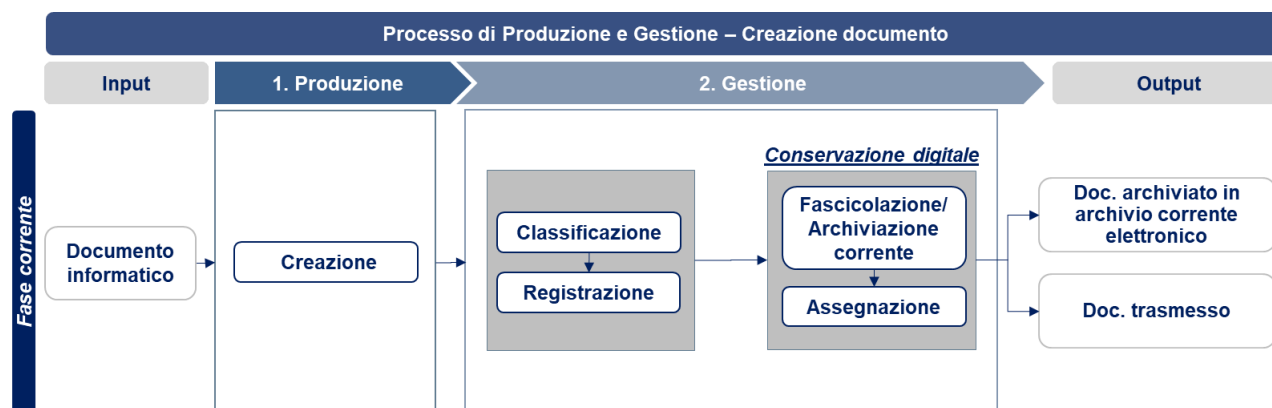 Processo di Produzione e Gestione – Creazione documento
Input
1. Produzione
2. Gestione
Output
Fase corrente
Documento
informatico
Creazione
Classificazione
Registrazione
Conservazione digitale
Fascicolazione/
Archiviazione
corrente
Assegnazione
Doc. archiviato in
archivio corrente
elettronico
Doc. trasmesso